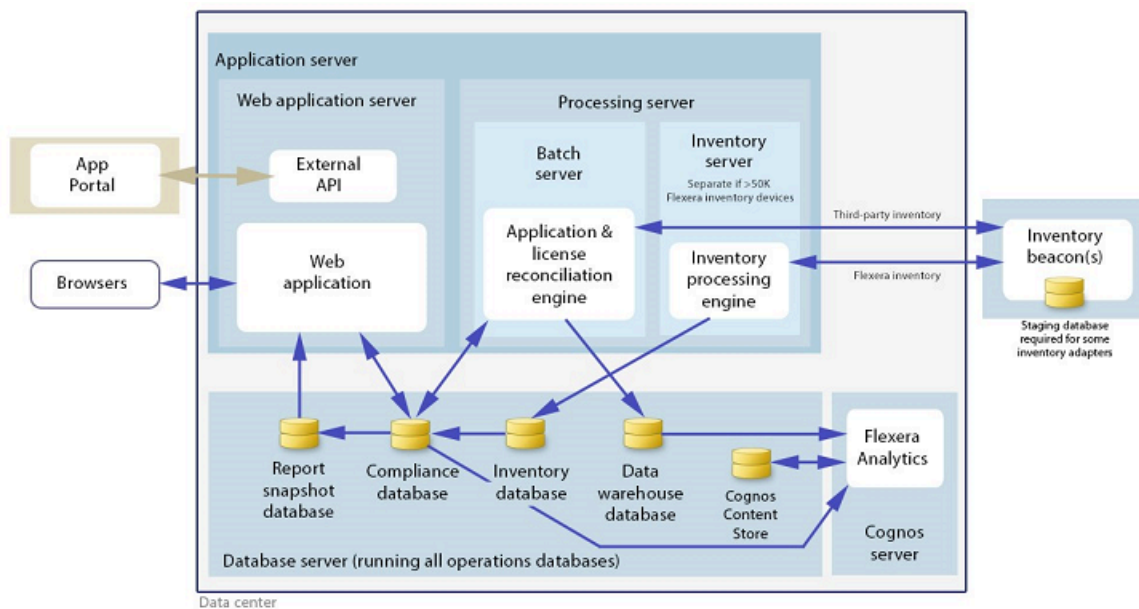 Application server
Web application server
Processing server
App
Portal
External
API
Batch
server
Inventory
server
Separate if >50K
Flexera inventory devices
Third-party inventory
Browsers
Web
application
Application &
license
reconciliation
engine
Inventory
processing
engine
Flexera inventory
Inventory
beacon(s)
Staging database
required for some
inventory adapters
Report
snapshot
database
Compliance
database
Inventory
database
Data
warehouse
database
Cognos
Content
Store
Flexera
Analytics
Cognos
server
Database server (running all operations databases)
Data center